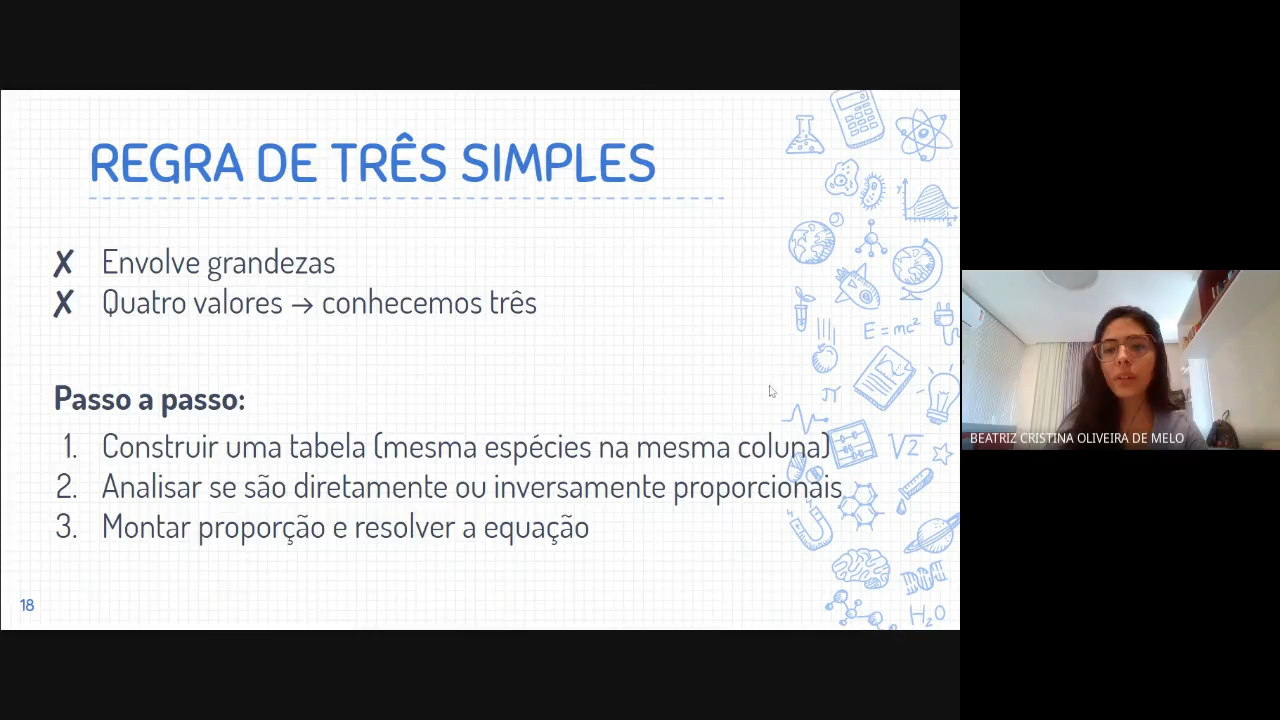 REGRA DE TRÊS SIMPLES
✗ Envolve grandezas
✗ Quatro valores → conhecemos três
Passo a passo:
1. Construir uma tabela (mesma espécies na mesma coluna)
2. Analisar se são diretamente ou inversamente proporcionais
3. Montar proporção e resolver a equação
18
y
x
E=mc²
π
√2
H₂O
BEATRIZ CRISTINA OLIVEIRA DE MELO